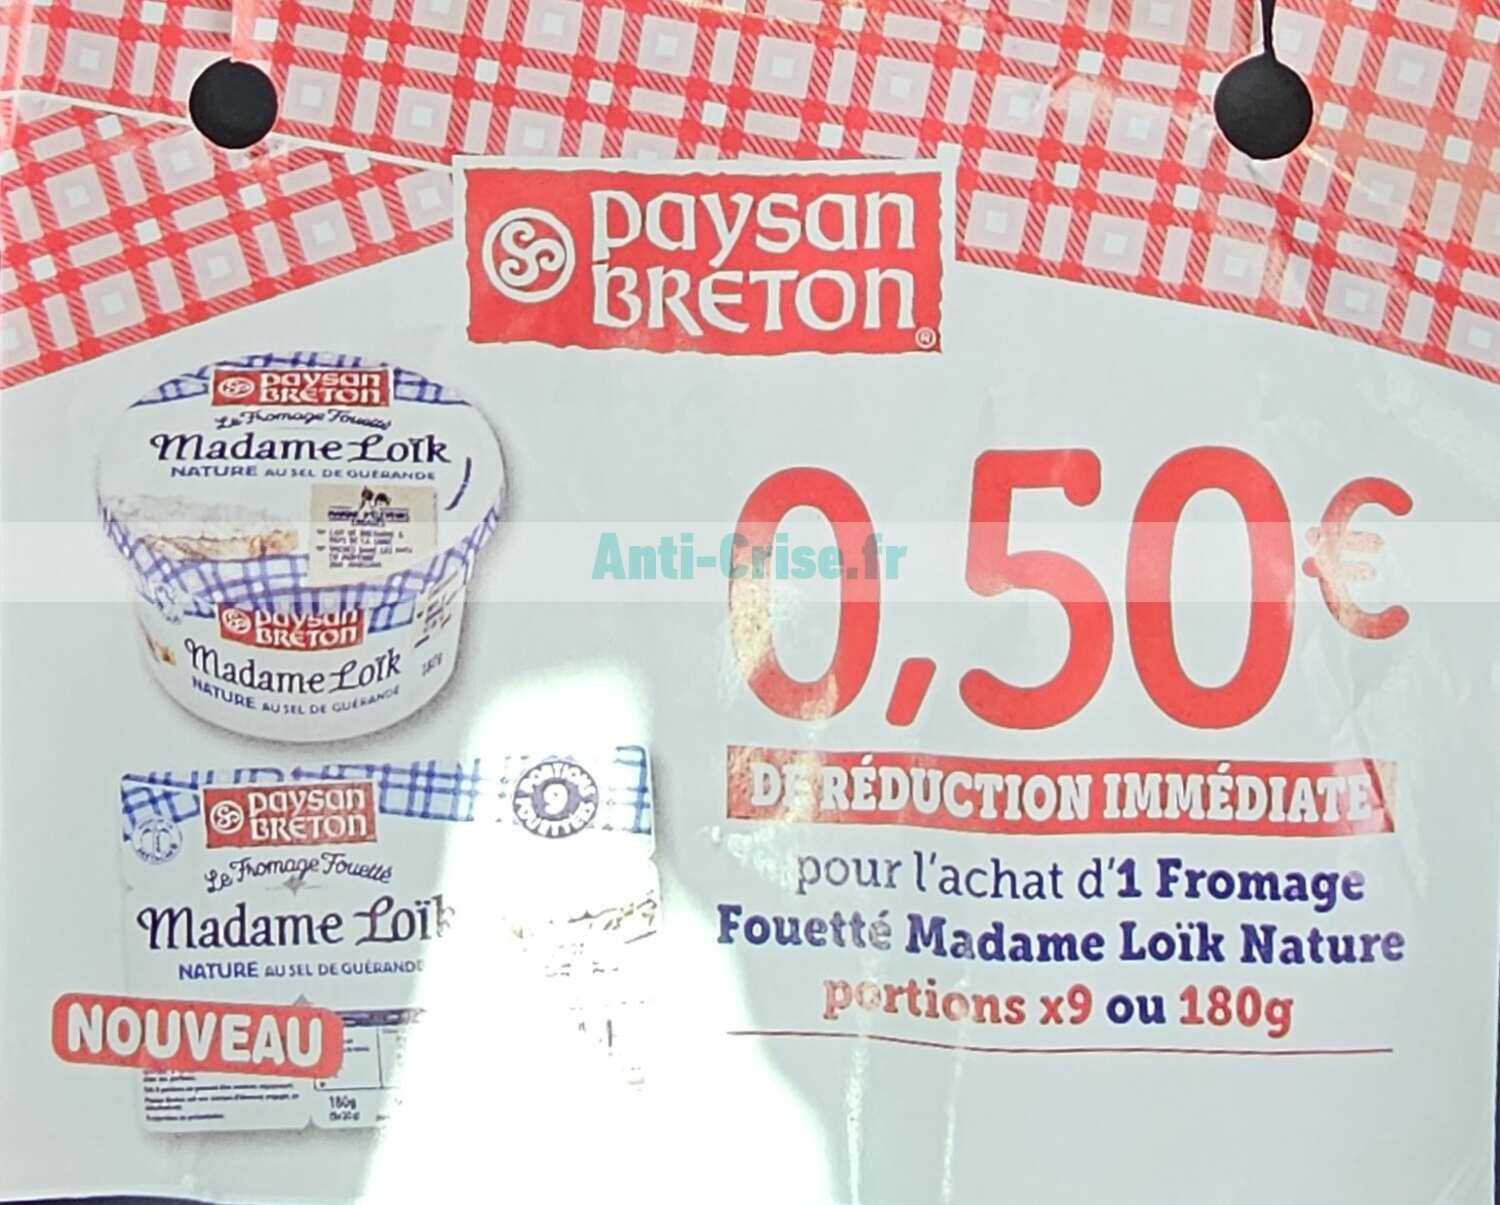 paysan
BRETON
®
paysan
BRETON
Le Fromage Fouetté
Madame Loïk
NATURE AU SEL DE GUÉRANDE
paysan
BRETON
Madame Loïk
180g
NATURE AU SEL DE GUÉRANDE
Anti-Crise.fr
0,50€
DE RÉDUCTION IMMÉDIATE
pour l'achat d'1 Fromage
Fouetté Madame Loïk Nature
portions x9 ou 180g
PORTIONS
9
paysan
BRETON
Le Fromage Fouetté
Madame Loïk
NATURE AU SEL DE GUÉRANDE
NOUVEAU
180g